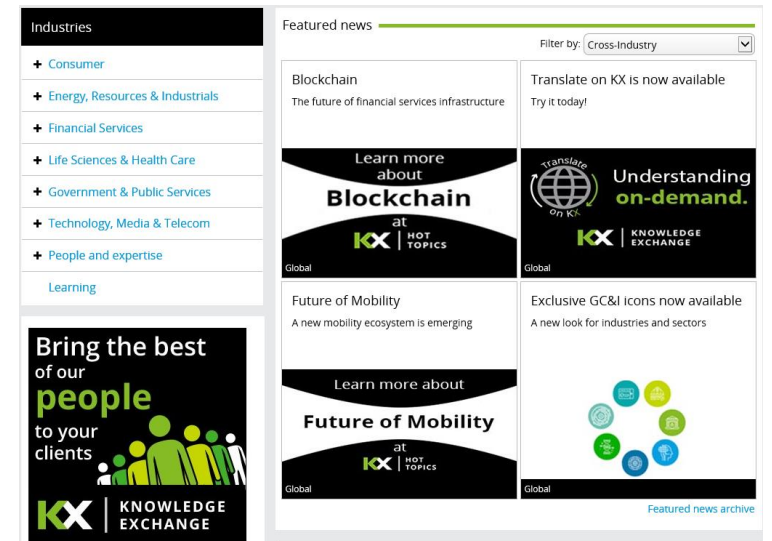 Industries
+ Consumer
+ Energy, Resources & Industrials
+ Financial Services
+ Life Sciences & Health Care
+ Government & Public Services
+ Technology, Media & Telecom
+ People and expertise
Learning
Bring the best
of our
people
to your
clients
KX | KNOWLEDGE
EXCHANGE
Featured news
Filter by: Cross-Industry
Blockchain
The future of financial services infrastructure
Learn more
about
Blockchain
at
KX | HOT
TOPICS
Global
Translate on KX is now available
Try it today!
Translate
on KX
Understanding
on-demand.
KX | KNOWLEDGE
EXCHANGE
Global
Future of Mobility
A new mobility ecosystem is emerging
Learn more about
Future of Mobility
at
KX | HOT
TOPICS
Global
Exclusive GC&I icons now available
A new look for industries and sectors
Global
Featured news archive